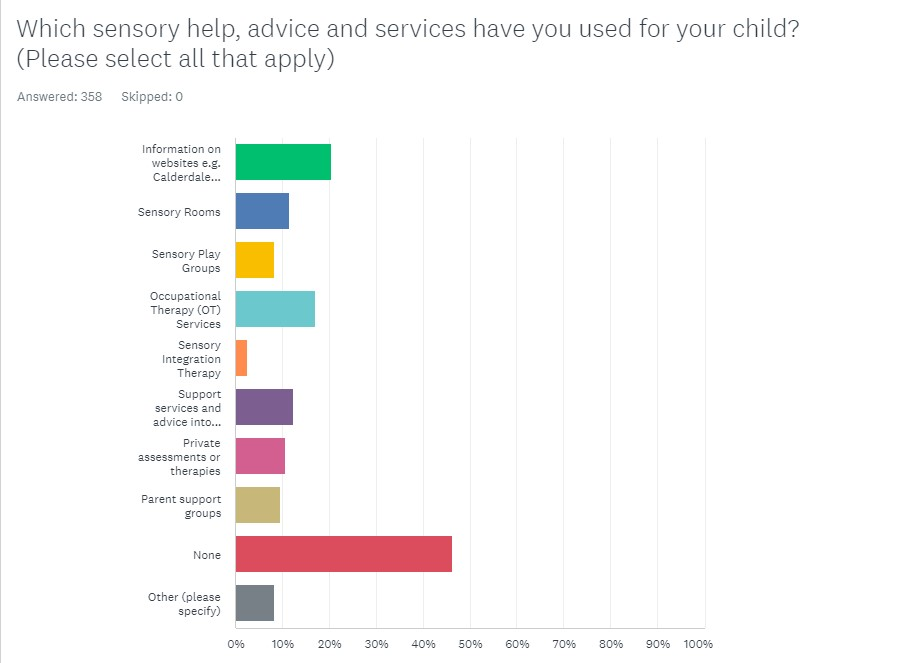 Which sensory help, advice and services have you used for your child?
(Please select all that apply)
Answered: 358 Skipped: 0
Information on
websites e.g.
Calderdale...
Sensory Rooms
Sensory Play
Groups
Occupational
Therapy (OT)
Services
Sensory
Integration
Therapy
Support
services and
advice into...
Private
assessments or
therapies
Parent support
groups
None
Other (please
specify)
0% 10% 20% 30% 40% 50% 60% 70% 80% 90% 100%